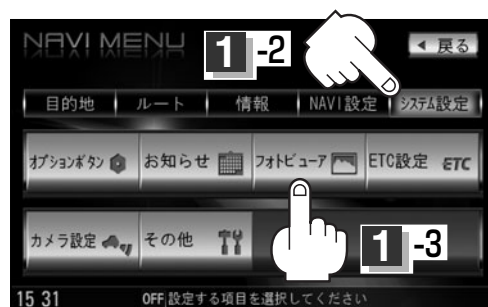 NAVI MENU
1 -2
◀ 戻る
目的地 ルート 情報 NAVI設定 システム設定
オプションボタン お知らせ フォトビューア ETC設定 ETC
カメラ設定 その他
1 -3
15 31 OFF 設定する項目を選択してください